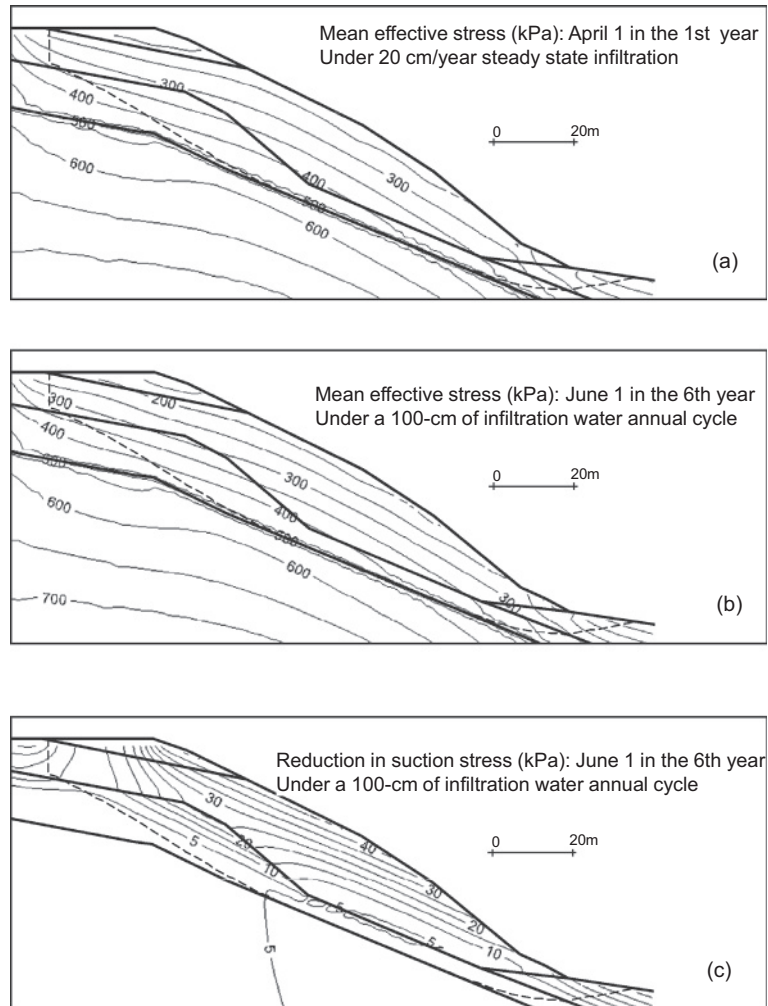 Mean effective stress (kPa): April 1 in the 1st year
Under 20 cm/year steady state infiltration
0 20m
300
400
500
600
300
400
500
600
(a)
Mean effective stress (kPa): June 1 in the 6th year
Under a 100-cm of infiltration water annual cycle
0 20m
200
300
400
300
400
600
600
300
700
(b)
Reduction in suction stress (kPa): June 1 in the 6th year
Under a 100-cm of infiltration water annual cycle
0 20m
30
40
5
20
10
30
20
5
5
10
5
(c)